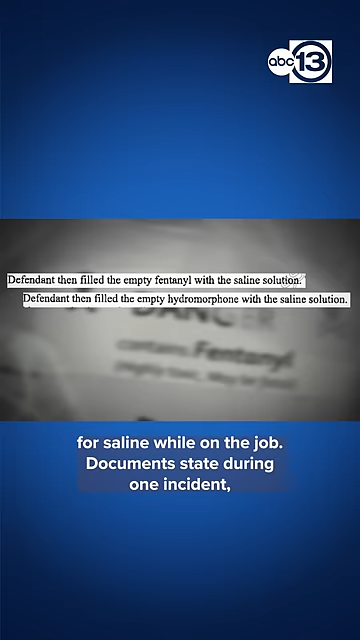 abc 13
Defendant then filled the empty fentanyl with the saline solution.
Defendant then filled the empty hydromorphone with the saline solution.
DANGER
contains Fentanyl
for saline while on the job.
Documents state during
one incident,